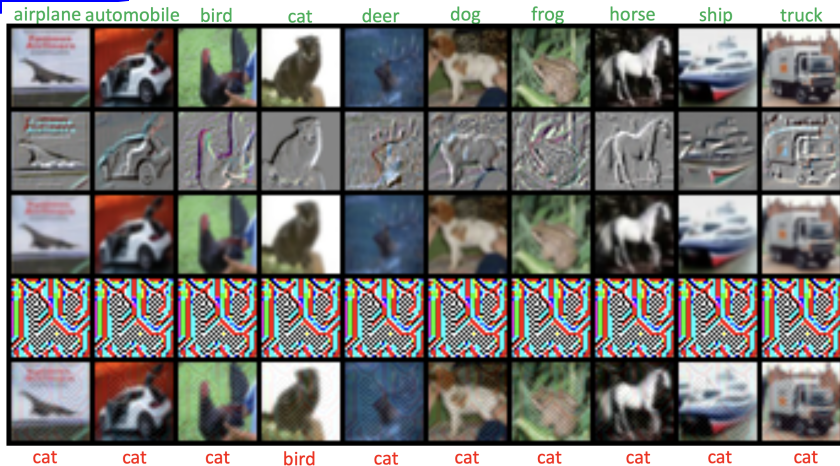 airplane automobile bird cat deer dog frog horse ship truck
cat cat cat bird cat cat cat cat cat cat